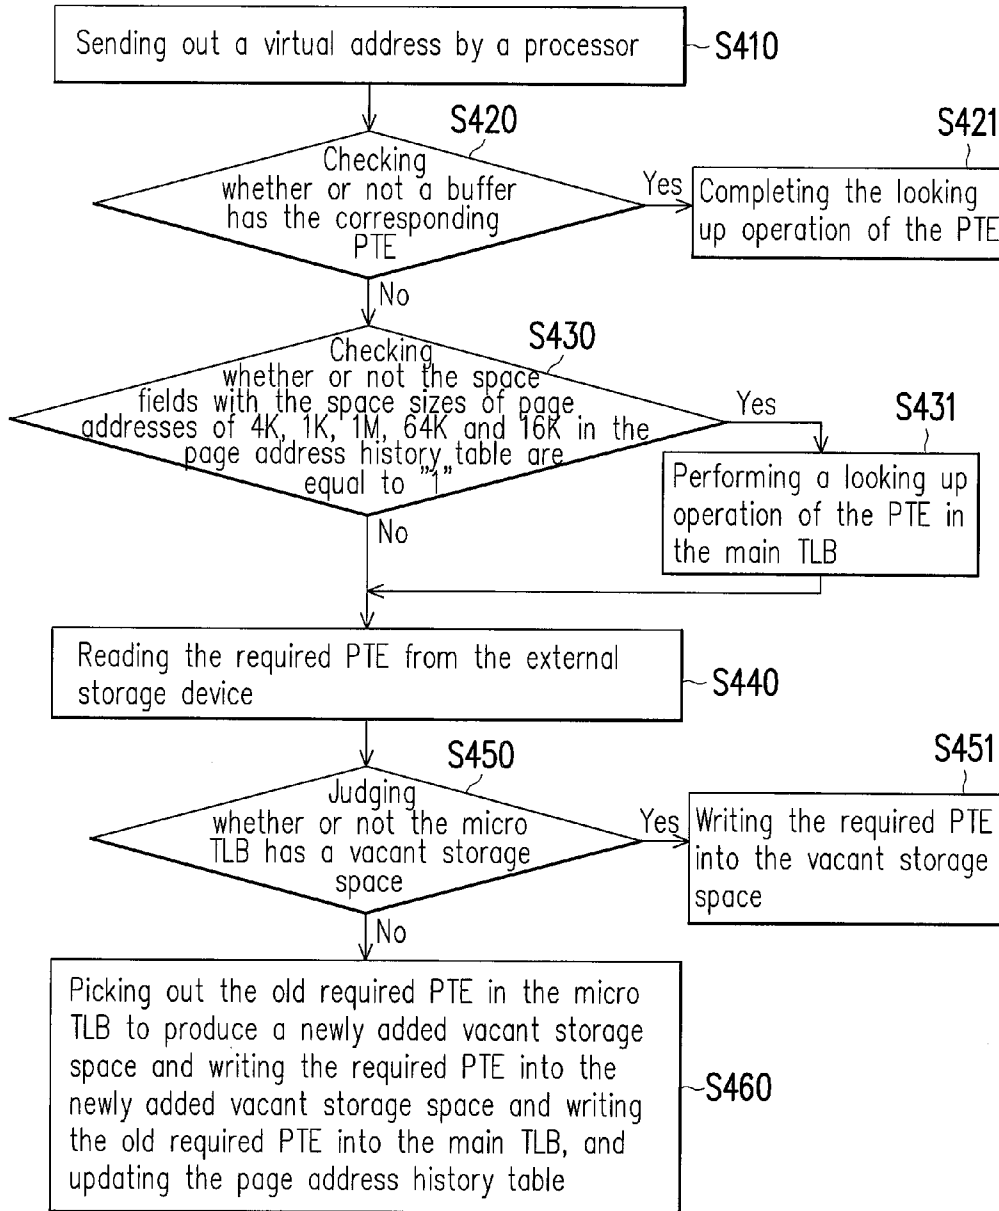 Sending out a virtual address by a processor
S410
S420
Checking
whether or not a buffer
has the corresponding
PTE
Yes
S421
Completing the looking
up operation of the PTE
No
S430
Checking
whether or not the space
fields with the space sizes of page
addresses of 4K, 1K, 1M, 64K and 16K in the
page address history table are
equal to "1"
Yes
S431
Performing a looking up
operation of the PTE in
the main TLB
No
Reading the required PTE from the external
storage device
S440
S450
Judging
whether or not the micro
TLB has a vacant storage
space
Yes
S451
Writing the required PTE
into the vacant storage
space
No
Picking out the old required PTE in the micro
TLB to produce a newly added vacant storage
space and writing the required PTE into the
newly added vacant storage space and writing
the old required PTE into the main TLB, and
updating the page address history table
S460